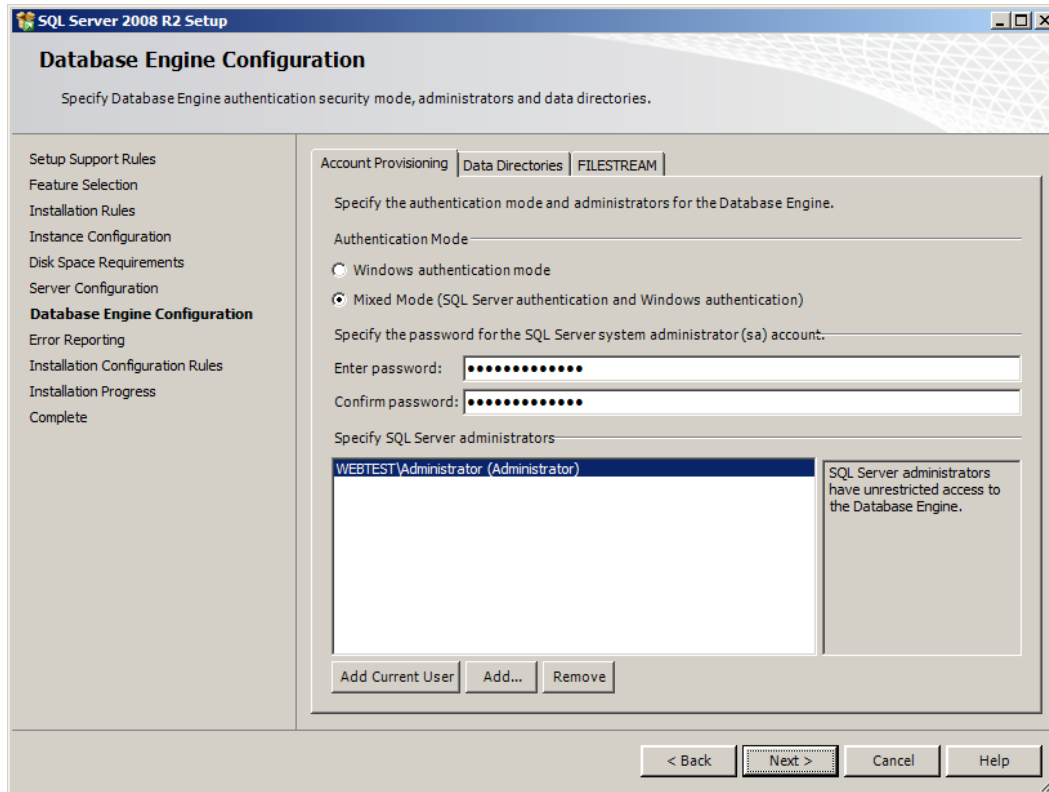 SQL Server 2008 R2 Setup
Database Engine Configuration
Specify Database Engine authentication security mode, administrators and data directories.
Setup Support Rules
Feature Selection
Installation Rules
Instance Configuration
Disk Space Requirements
Server Configuration
Database Engine Configuration
Error Reporting
Installation Configuration Rules
Installation Progress
Complete
Account Provisioning Data Directories FILESTREAM
Specify the authentication mode and administrators for the Database Engine.
Authentication Mode
Windows authentication mode
Mixed Mode (SQL Server authentication and Windows authentication)
Specify the password for the SQL Server system administrator (sa) account.
Enter password: •••••••••••••
Confirm password: •••••••••••••
Specify SQL Server administrators
WEBTEST\Administrator (Administrator)
SQL Server administrators
have unrestricted access to
the Database Engine.
Add Current User Add... Remove
< Back Next > Cancel Help